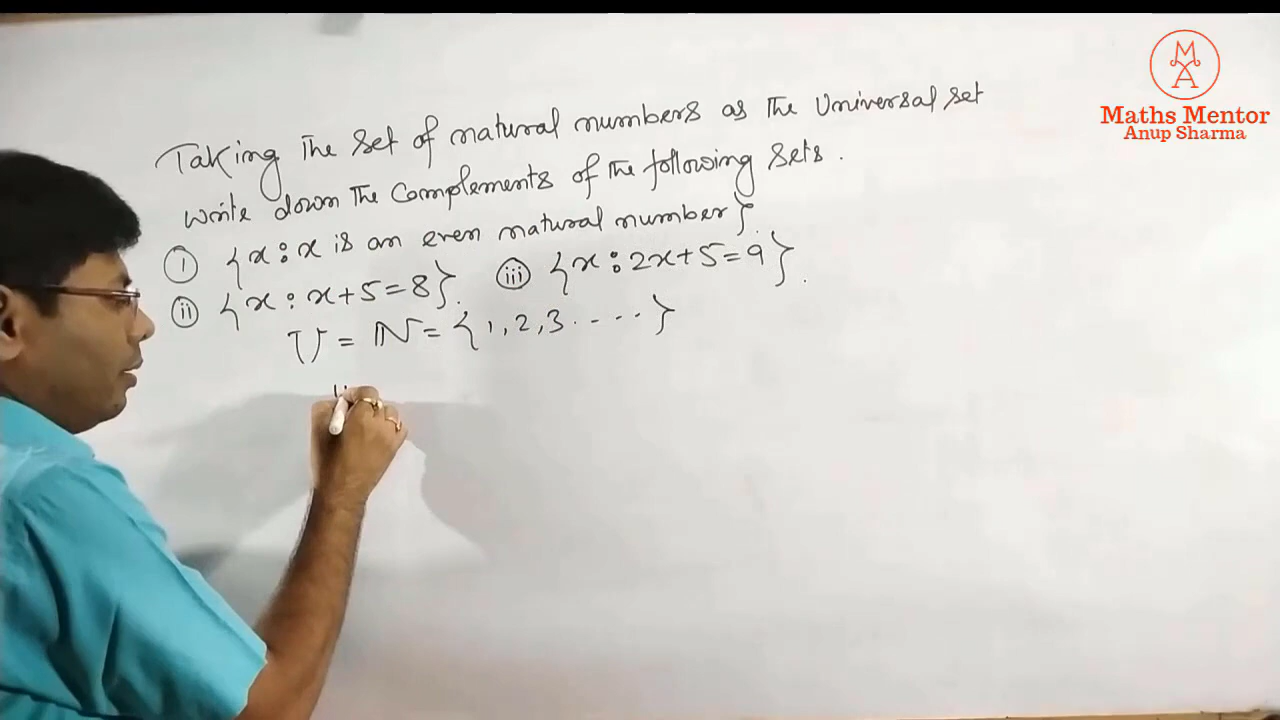 Taking The set of natural numbers as The Universal set
write down The Complements of The following Sets.
(i) {x : x is an even natural number}.
(ii) {x : x+5=8}. (iii) {x : 2x+5=9}.
U = ℕ = {1, 2, 3 .....}
MA
Maths Mentor
Anup Sharma